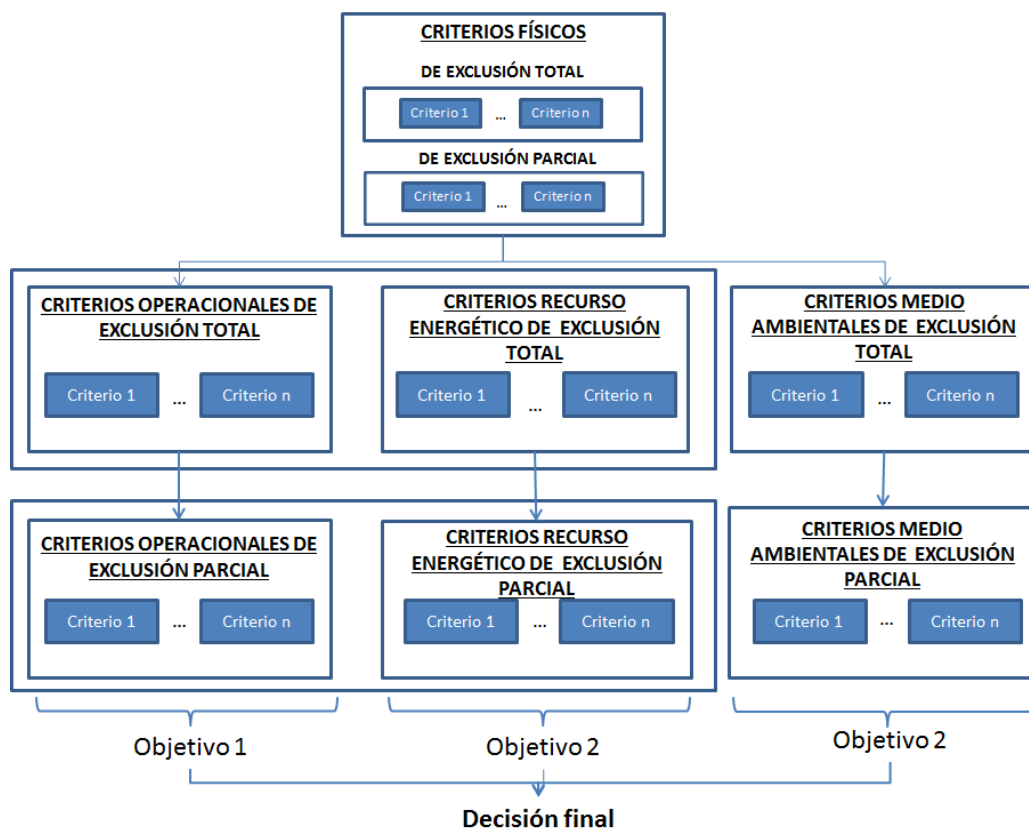 CRITERIOS FÍSICOS
DE EXCLUSIÓN TOTAL
Criterio 1 ... Criterio n
DE EXCLUSIÓN PARCIAL
Criterio 1 ... Criterio n
CRITERIOS OPERACIONALES DE
EXCLUSIÓN TOTAL
Criterio 1 ... Criterio n
CRITERIOS RECURSO
ENERGÉTICO DE EXCLUSIÓN
TOTAL
Criterio 1 ... Criterio n
CRITERIOS MEDIO
AMBIENTALES DE EXCLUSIÓN
TOTAL
Criterio 1 ... Criterio n
CRITERIOS OPERACIONALES DE
EXCLUSIÓN PARCIAL
Criterio 1 ... Criterio n
CRITERIOS RECURSO
ENERGÉTICO DE EXCLUSIÓN
PARCIAL
Criterio 1 ... Criterio n
CRITERIOS MEDIO
AMBIENTALES DE EXCLUSIÓN
PARCIAL
Criterio 1 ... Criterio n
Objetivo 1
Objetivo 2
Objetivo 2
Decisión final